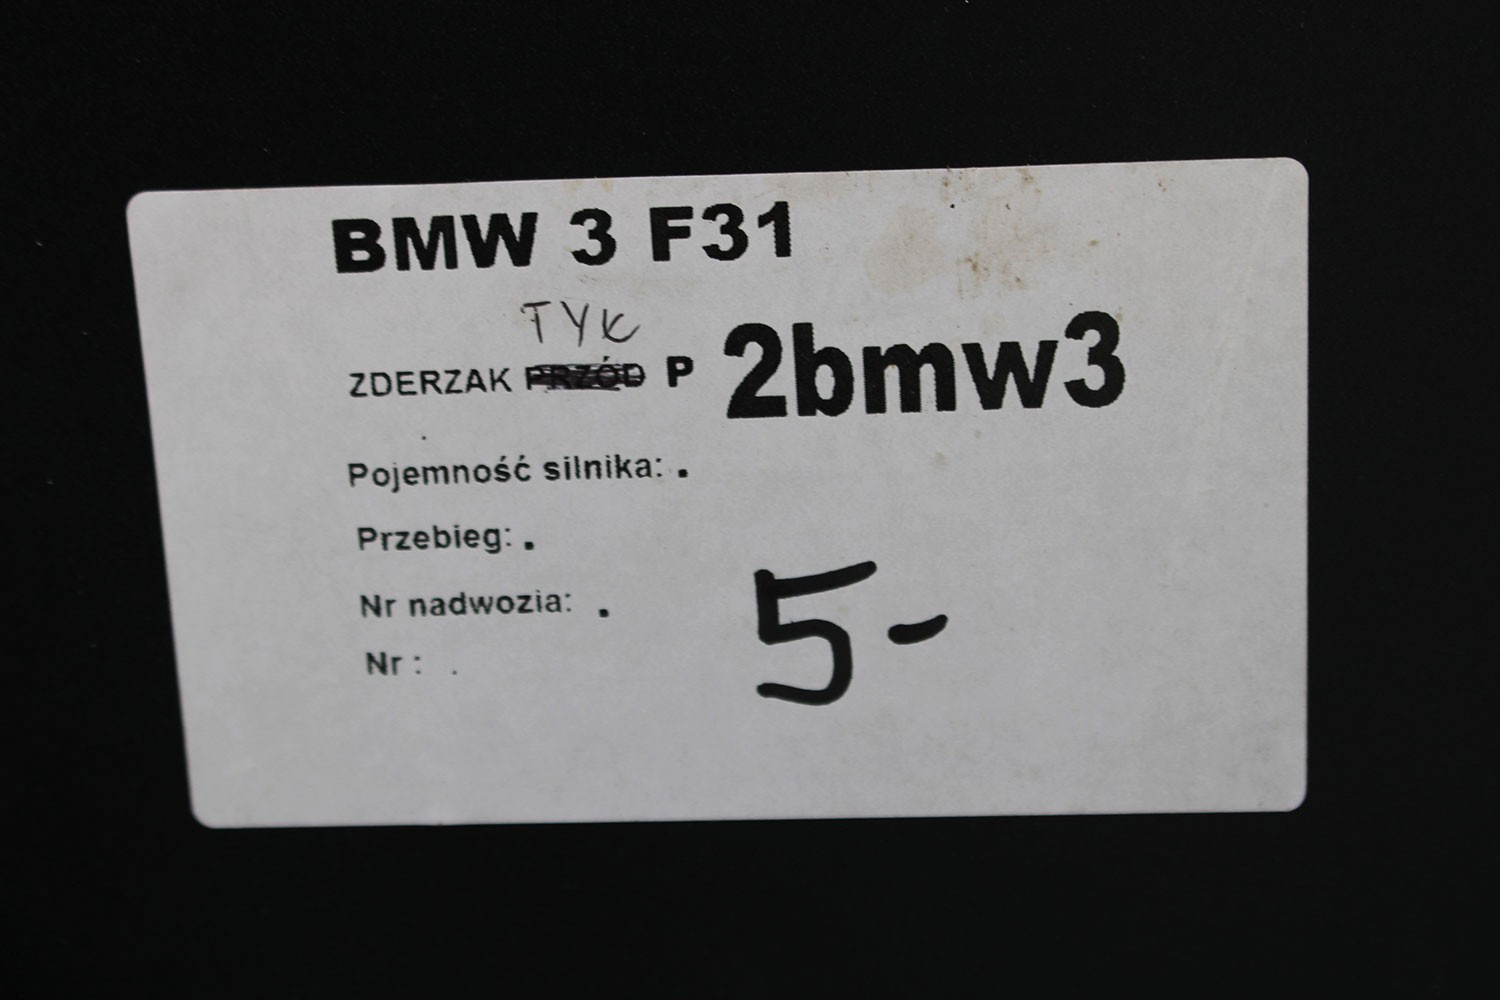 BMW 3 F31
TYŁ
ZDERZAK PRZÓD P 2bmw3
Pojemność silnika: .
Przebieg: .
Nr nadwozia: .
Nr : .
5-